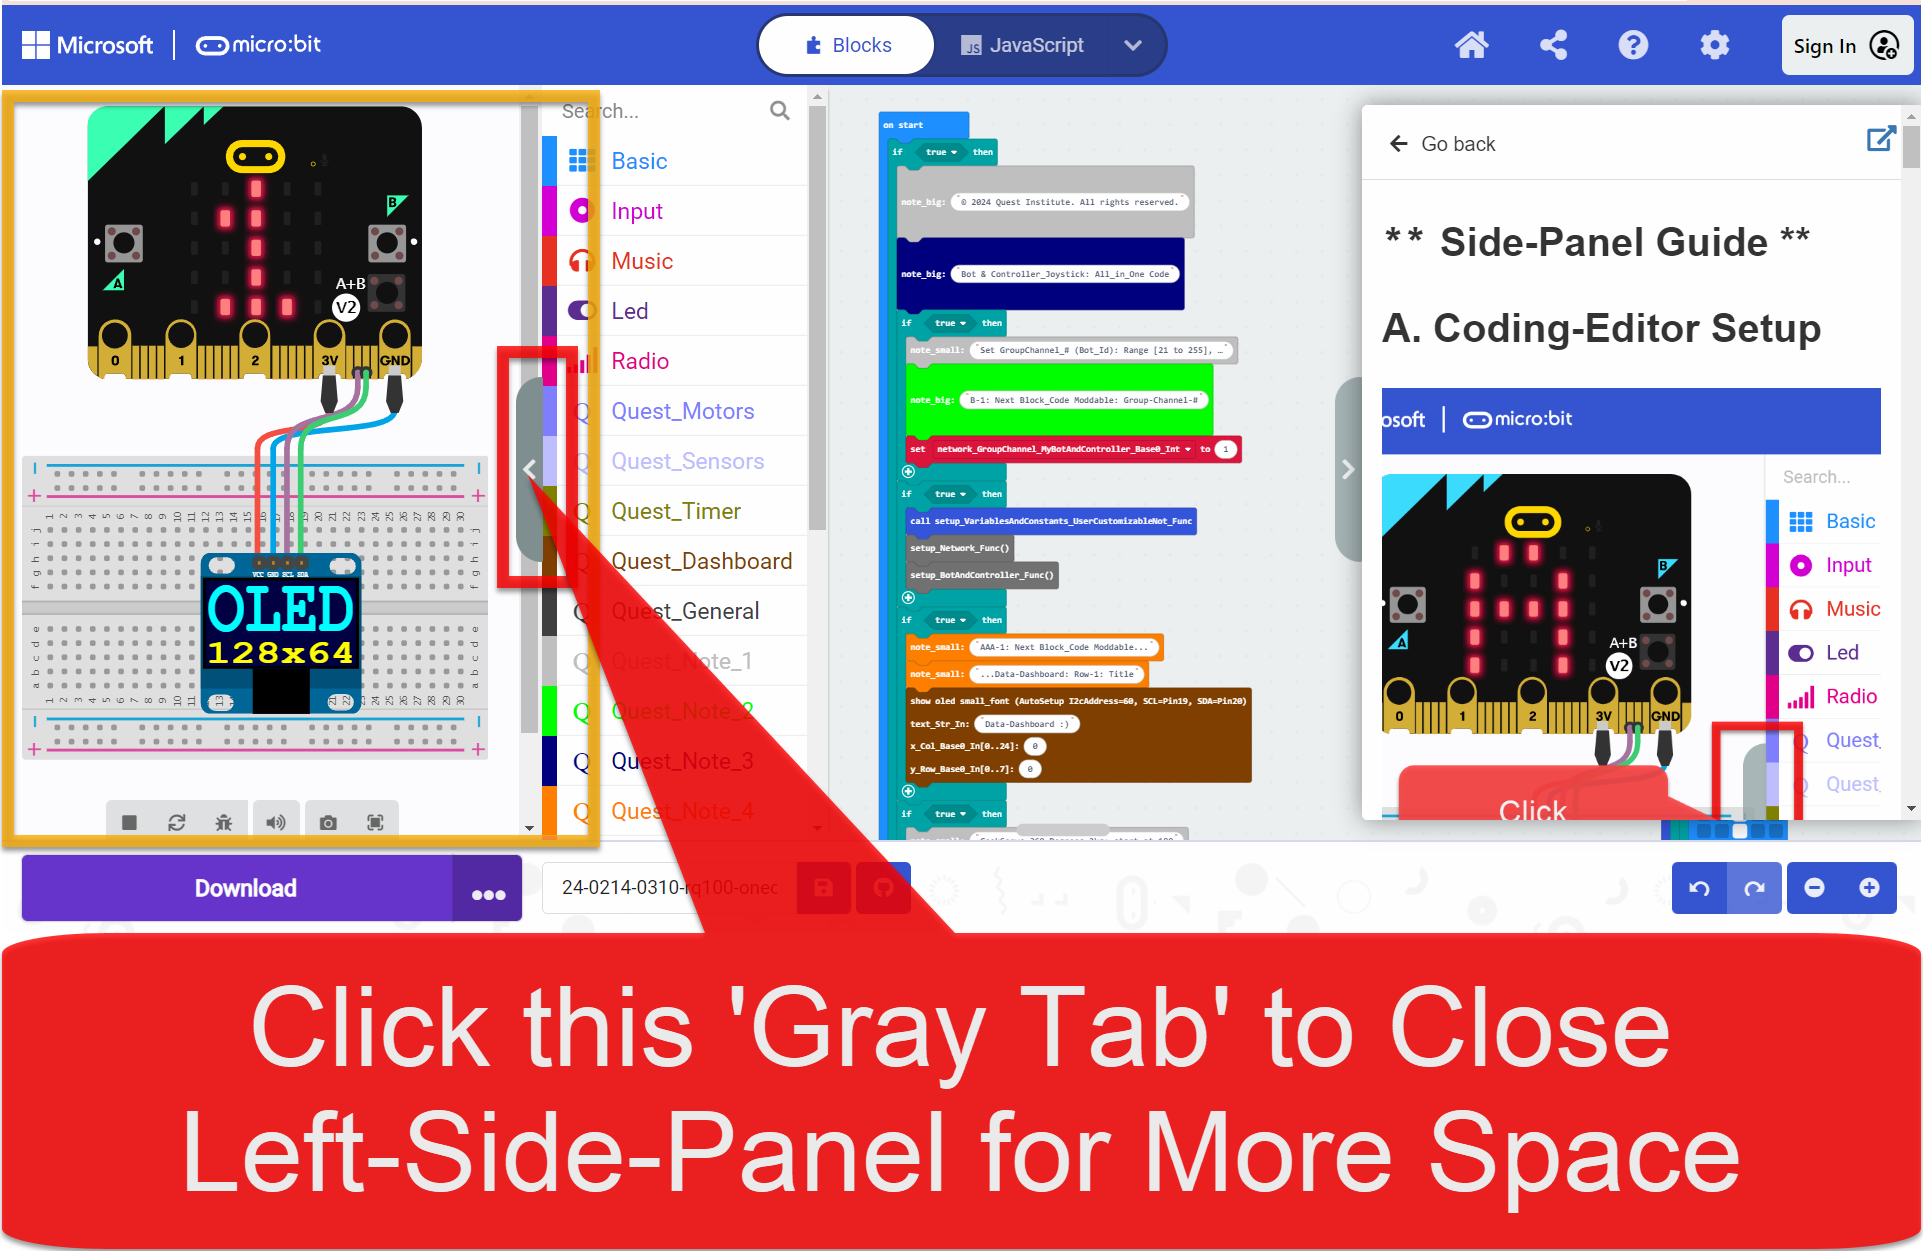 Microsoft
micro:bit
Blocks
JavaScript
Sign In
A
B
A+B
V2
0
1
2
3V
GND
VCC GND SCL SDA
OLED
128x64
Search...
Basic
Input
Music
Led
Radio
Quest_Motors
Quest_Sensors
Quest_Timer
Quest_Dashboard
Quest_General
Quest_Note_1
Quest_Note_2
Quest_Note_3
Quest_Note_4
on start
if true then
note_big: © 2024 Quest Institute. All rights reserved.
note_big: Bot & Controller_Joystick: All_in_One Code
if true then
note_small: Set GroupChannel_# (Bot_Id): Range [21 to 255], …
note_big: B-1: Next Block_Code Moddable: Group-Channel-#
set network_GroupChannel_MyBotAndController_Base0_Int to 1
if true then
call setup_VariablesAndConstants_UserCustomizableNot_Func
setup_Network_Func()
setup_BotAndController_Func()
if true then
note_small: AAA-1: Next Block_Code Moddable...
note_small: ...Data-Dashboard: Row-1: Title
show oled small_font (AutoSetup I2cAddress=60, SCL=Pin19, SDA=Pin20)
text_Str_In: Data-Dashboard :)
x_Col_Base0_In[0..24]: 0
y_Row_Base0_In[0..7]: 0
if true then
Go back
** Side-Panel Guide **
A. Coding-Editor Setup
osoft
micro:bit
Search...
Basic
Input
Music
Led
Radio
Quest_
Quest_
A
B
A+B
V2
0
1
2
3V
GND
Click
Download
24-0214-0310-rq100-onec
Click this 'Gray Tab' to Close
Left-Side-Panel for More Space